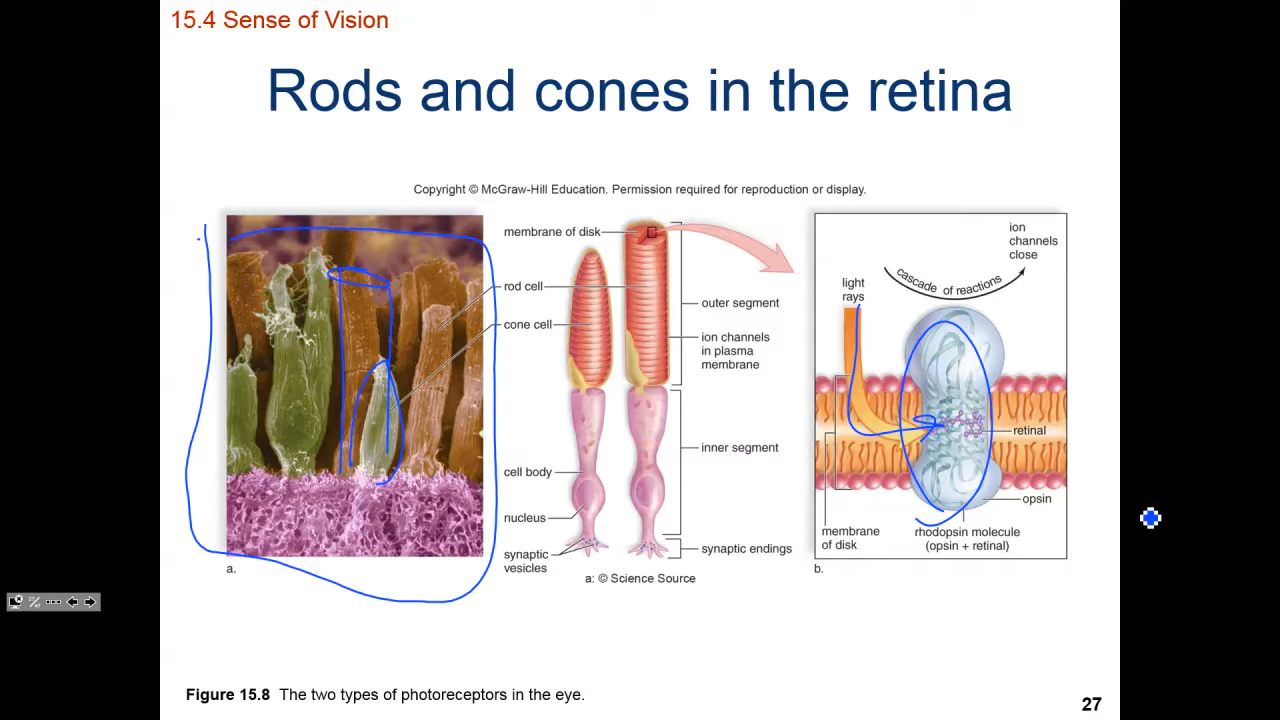 15.4 Sense of Vision
Rods and cones in the retina
Copyright © McGraw-Hill Education. Permission required for reproduction or display.
membrane of disk
rod cell
cone cell
cell body
nucleus
synaptic
vesicles
outer segment
ion channels
in plasma
membrane
inner segment
synaptic endings
ion
channels
close
cascade of reactions
light
rays
retinal
opsin
membrane
of disk
rhodopsin molecule
(opsin + retinal)
a.
a: © Science Source
b.
Figure 15.8 The two types of photoreceptors in the eye.
27